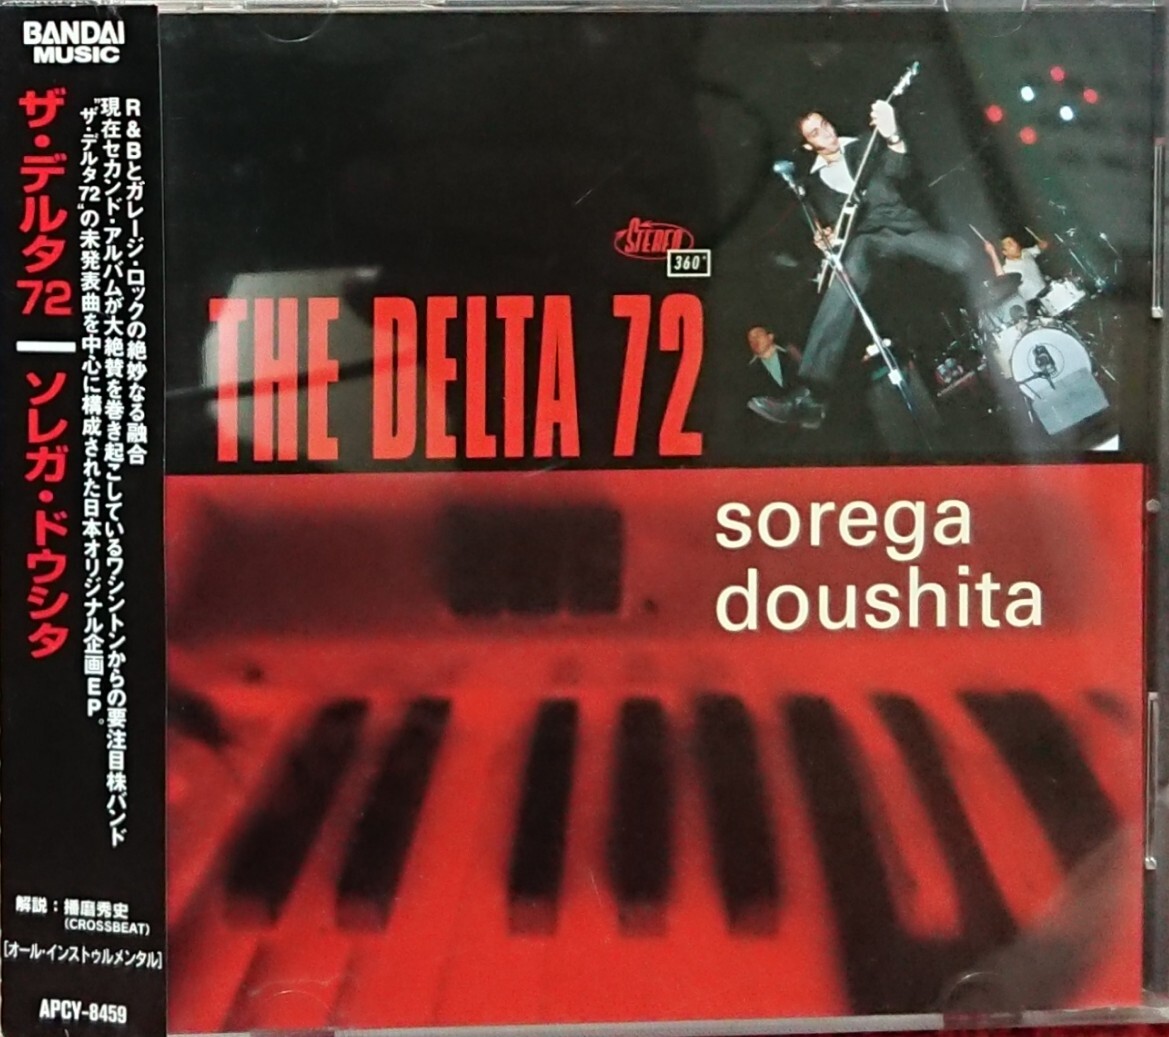 BANDAI
MUSIC
ザ・デルタ72 ― ソレガ・ドウシタ
R&Bとガレージ・ロックの絶妙なる融合
現在セカンド・アルバムが大絶賛を巻き起こしているワシントンからの要注目株バンド
“ザ・デルタ72”の未発表曲を中心に構成された日本オリジナル企画EP。
解説：播磨秀史
(CROSSBEAT)
[オール・インストゥルメンタル]
APCY-8459
STEREO
360°
THE DELTA 72
sorega
doushita